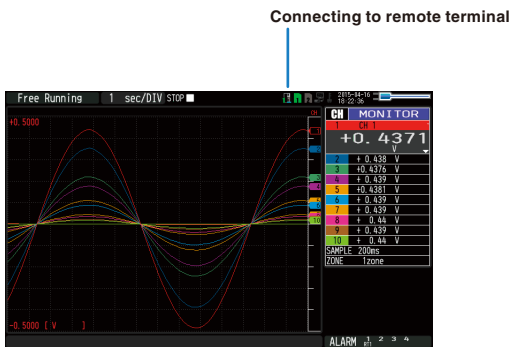 Connecting to remote terminal
Free Running 1 sec/DIV STOP
2015-04-16
18:22:36
CH
+0.5000
CH MONITOR
1 CH 1
+0.4371
V
2 + 0.438 V
3 +0.4376 V
4 + 0.439 V
5 +0.4381 V
6 + 0.439 V
7 + 0.439 V
8 + 0.44 V
9 + 0.439 V
10 + 0.44 V
SAMPLE 200ms
ZONE 1zone
10
-0.5000 [ V ]
ALARM 1 2 3 4